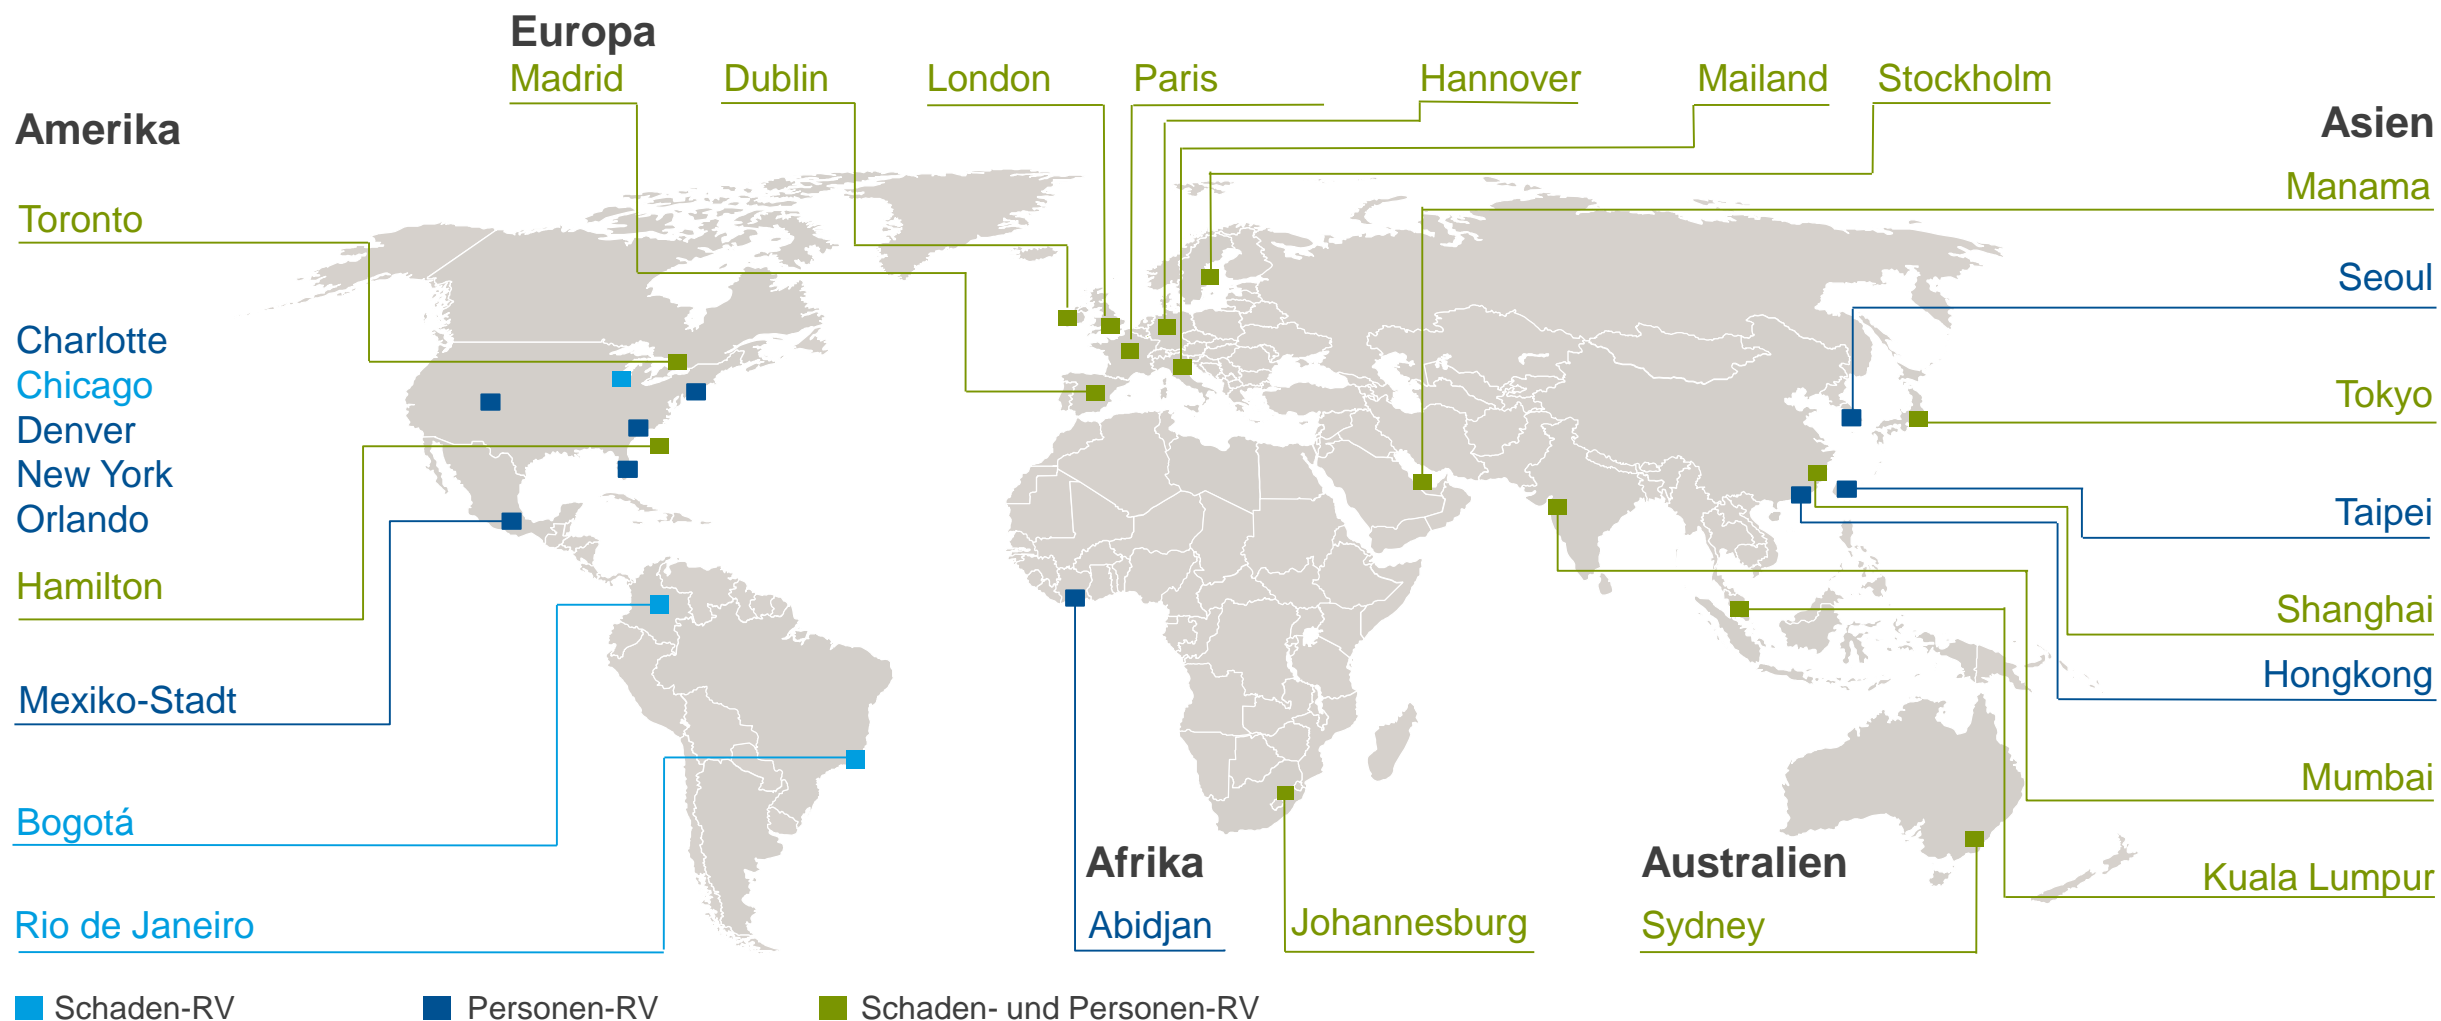 Europa
Madrid
Dublin
London
Paris
Hannover
Mailand
Stockholm
Amerika
Toronto
Charlotte
Chicago
Denver
New York
Orlando
Hamilton
Mexiko-Stadt
Bogotá
Rio de Janeiro
Asien
Manama
Seoul
Tokyo
Taipei
Shanghai
Hongkong
Mumbai
Kuala Lumpur
Afrika
Abidjan
Johannesburg
Australien
Sydney
Schaden-RV
Personen-RV
Schaden- und Personen-RV